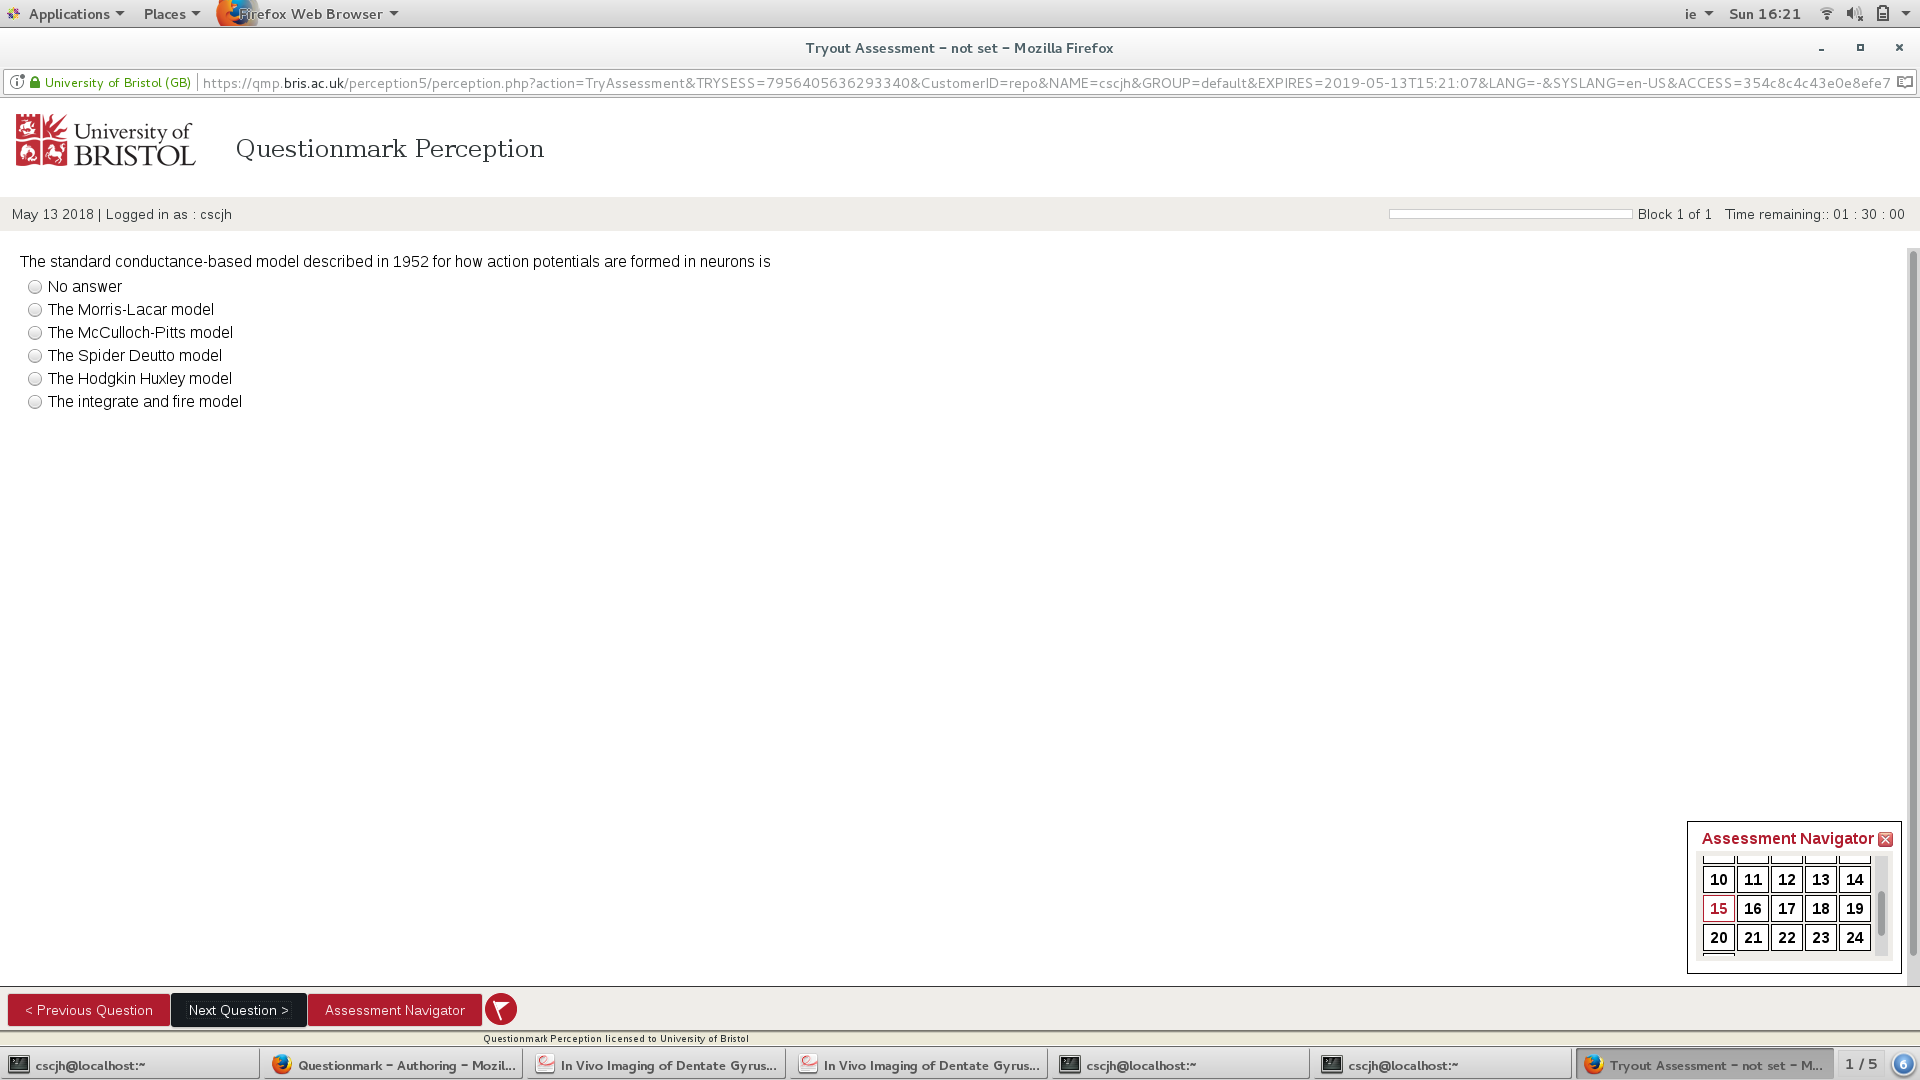 Applications Places Firefox Web Browser ie Sun 16:21
Tryout Assessment - not set - Mozilla Firefox
University of Bristol (GB) https://qmp.bris.ac.uk/perception5/perception.php?action=TryAssessment&TRYSESS=7956405636293340&CustomerID=repo&NAME=cscjh&GROUP=default&EXPIRES=2019-05-13T15:21:07&LANG=-&SYSLANG=en-US&ACCESS=354c8c4c43e0e8efe7
University of
BRISTOL
Questionmark Perception
May 13 2018 | Logged in as : cscjh Block 1 of 1 Time remaining:: 01 : 30 : 00
The standard conductance-based model described in 1952 for how action potentials are formed in neurons is
No answer
The Morris-Lacar model
The McCulloch-Pitts model
The Spider Deutto model
The Hodgkin Huxley model
The integrate and fire model
Assessment Navigator
10 11 12 13 14
15 16 17 18 19
20 21 22 23 24
< Previous Question Next Question > Assessment Navigator
Questionmark Perception licensed to University of Bristol
cscjh@localhost:~ Questionmark - Authoring - Mozil... In Vivo Imaging of Dentate Gyrus... In Vivo Imaging of Dentate Gyrus... cscjh@localhost:~ cscjh@localhost:~ Tryout Assessment - not set - M... 1 / 5 6